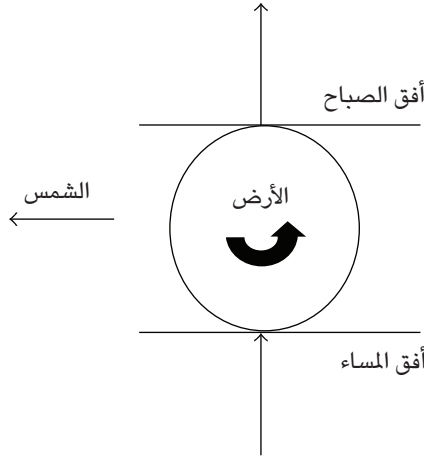 أفق الصباح
الشمس
الأرض
أفق المساء